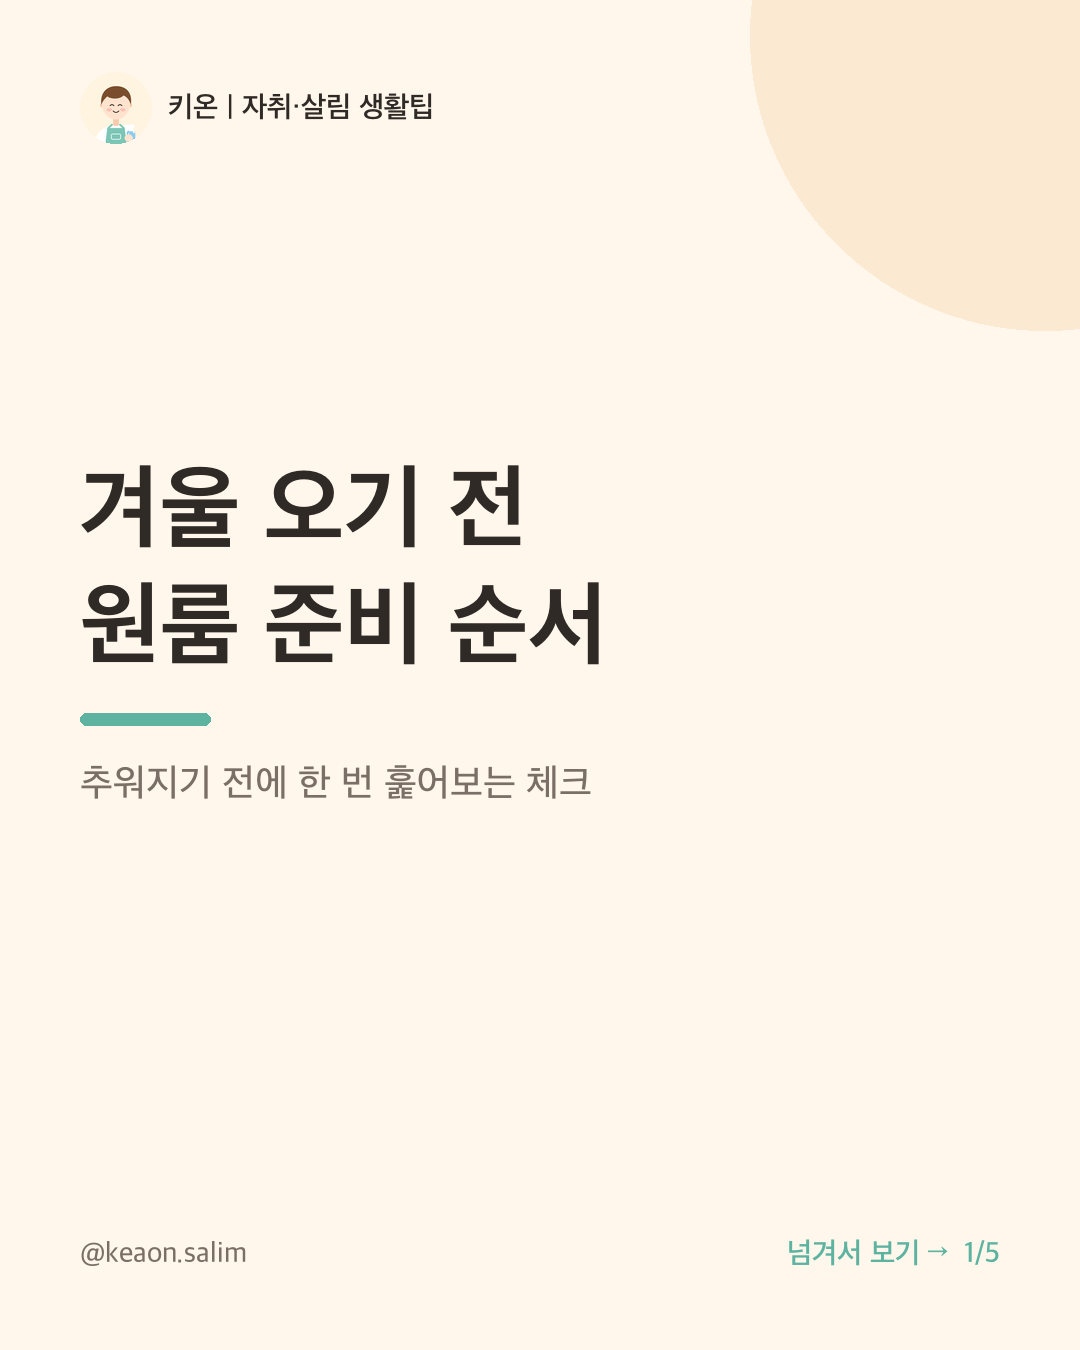 키온 | 자취·살림 생활팁
겨울 오기 전
원룸 준비 순서
추워지기 전에 한 번 훑어보는 체크
@keaon.salim
넘겨서 보기 → 1/5